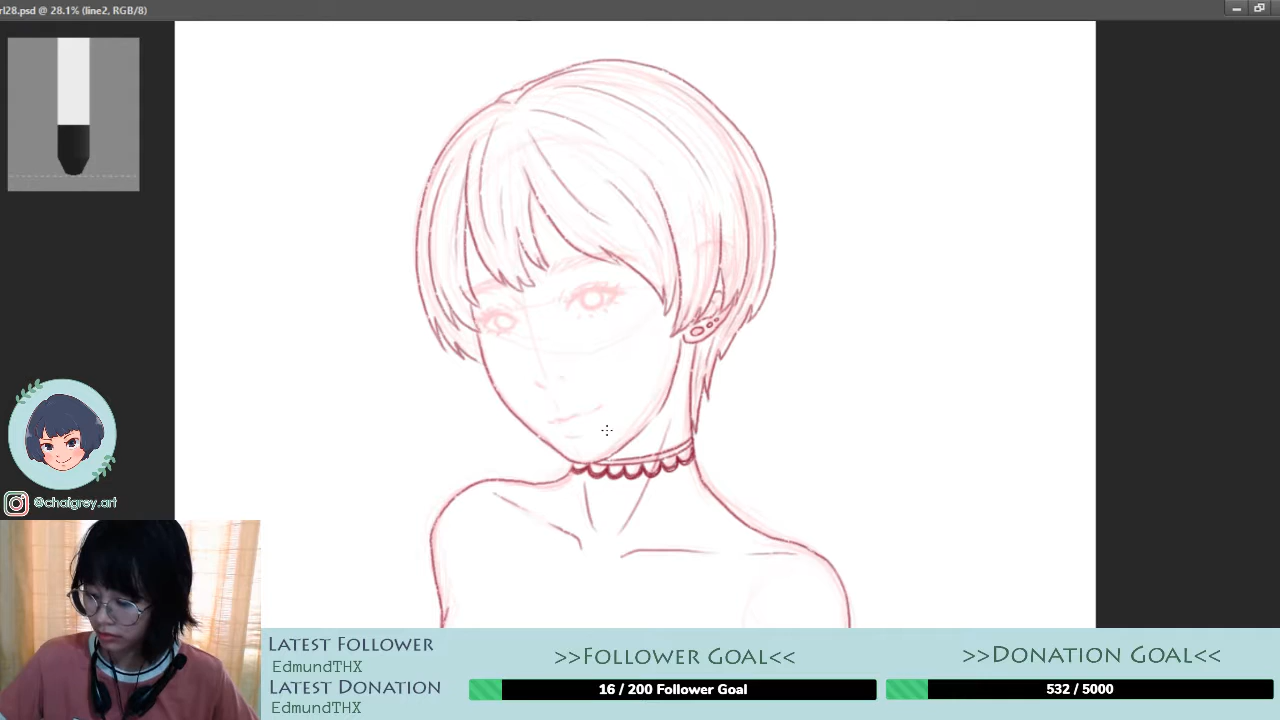 rl28.psd @ 28.1% (line2, RGB/8)
@chaigrey.art
LATEST FOLLOWER
EdmundTHX
LATEST DONATION
EdmundTHX
>>FOLLOWER GOAL<<
16 / 200 Follower Goal
>>DONATION GOAL<<
532 / 5000